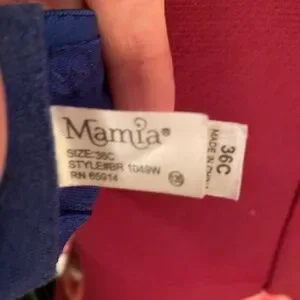 Mamia®
SIZE:36C
STYLE#BR 1049W
RN 65914
36C
MADE IN